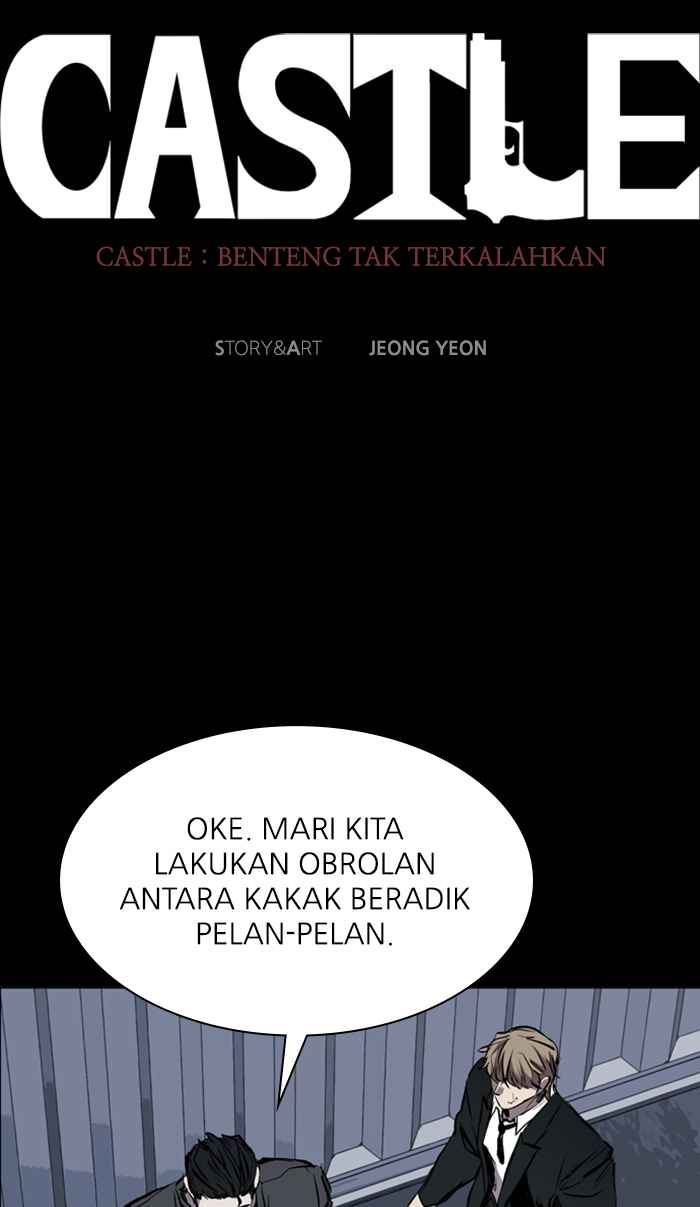 CASTLE
CASTLE : BENTENG TAK TERKALAHKAN
STORY&ART JEONG YEON
OKE. MARI KITA
LAKUKAN OBROLAN
ANTARA KAKAK BERADIK
PELAN-PELAN.